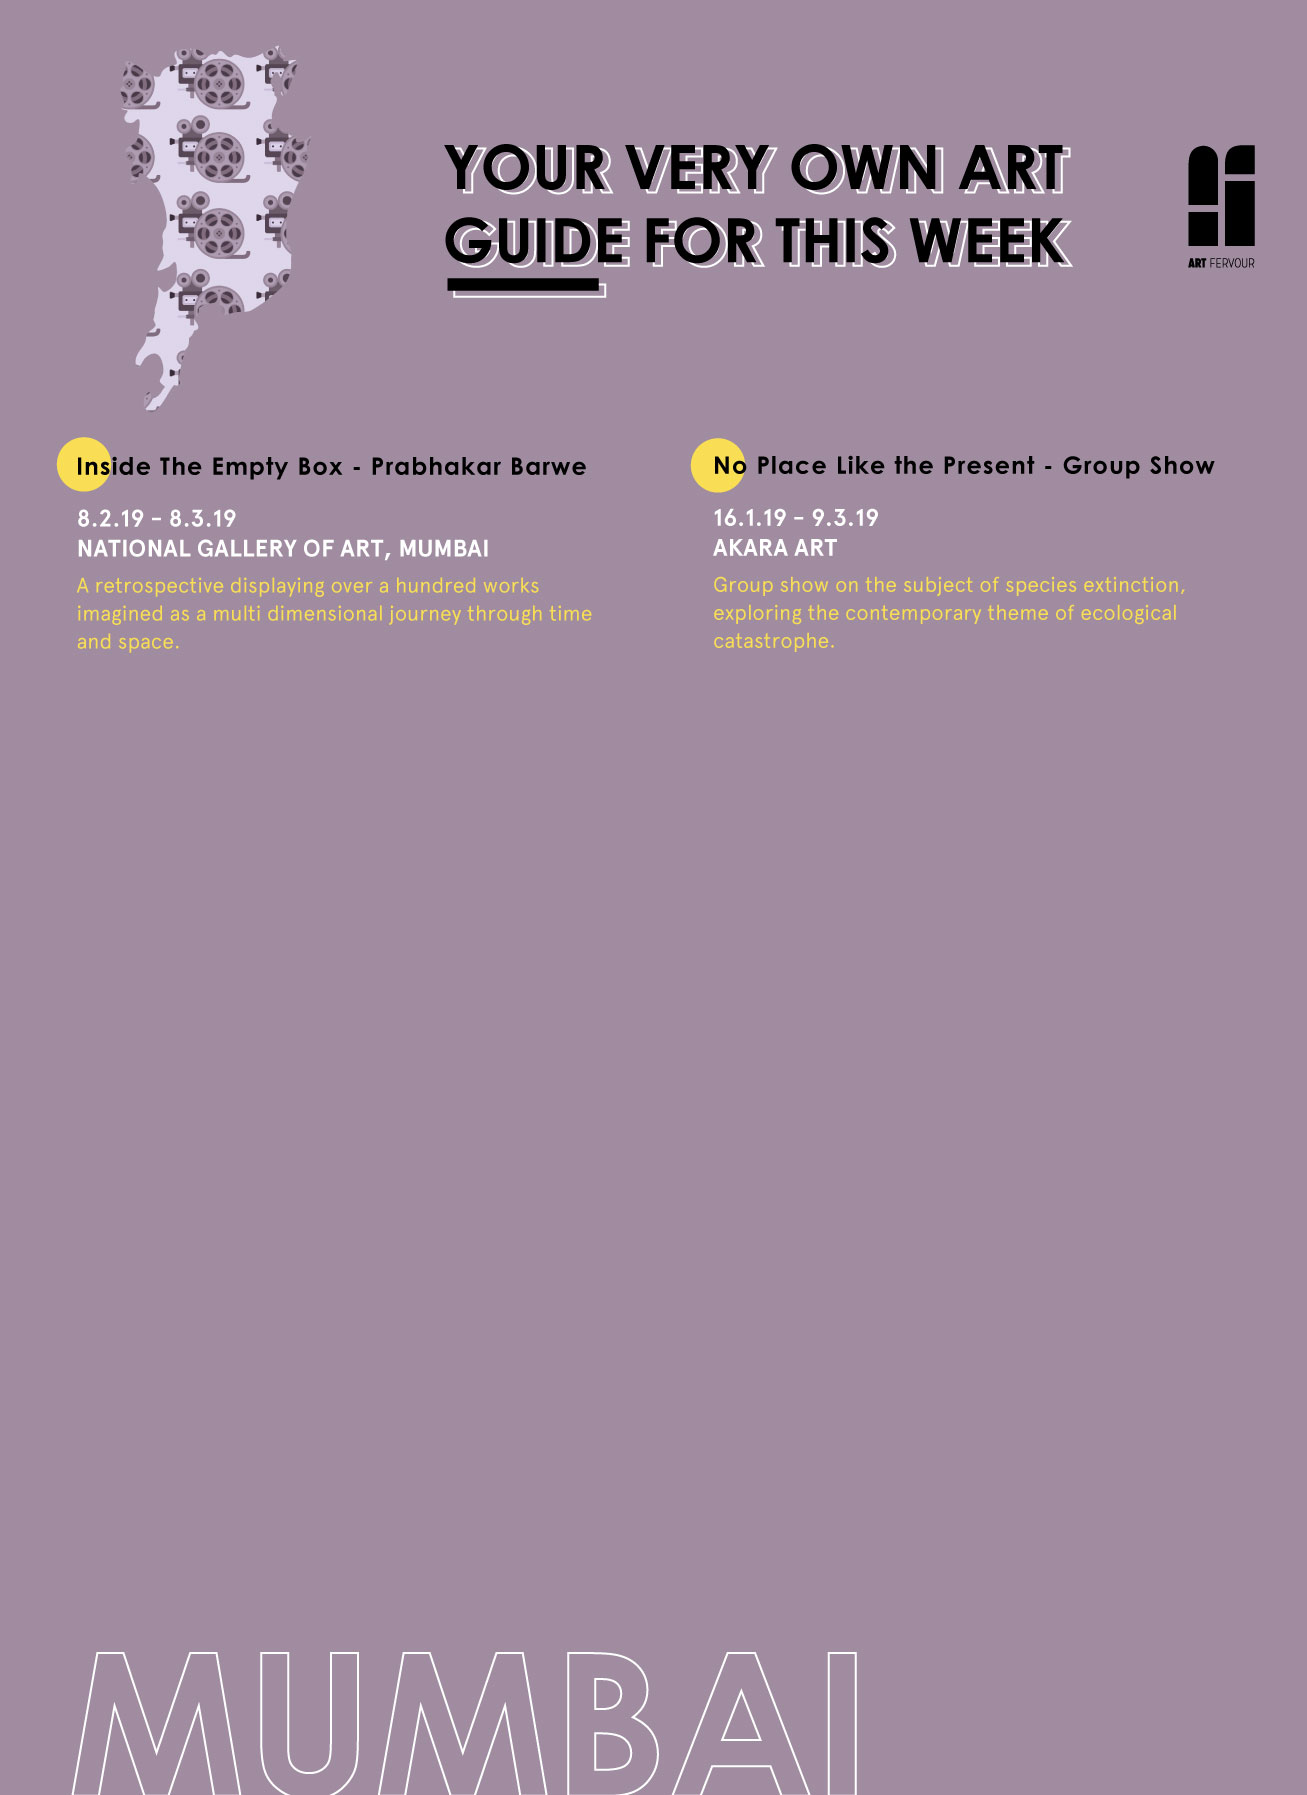 YOUR VERY OWN ART
GUIDE FOR THIS WEEK
ART FERVOUR
Inside The Empty Box - Prabhakar Barwe
8.2.19 - 8.3.19
NATIONAL GALLERY OF ART, MUMBAI
A retrospective displaying over a hundred works
imagined as a multi dimensional journey through time
and space.
No Place Like the Present - Group Show
16.1.19 - 9.3.19
AKARA ART
Group show on the subject of species extinction,
exploring the contemporary theme of ecological
catastrophe.
MUMBAI